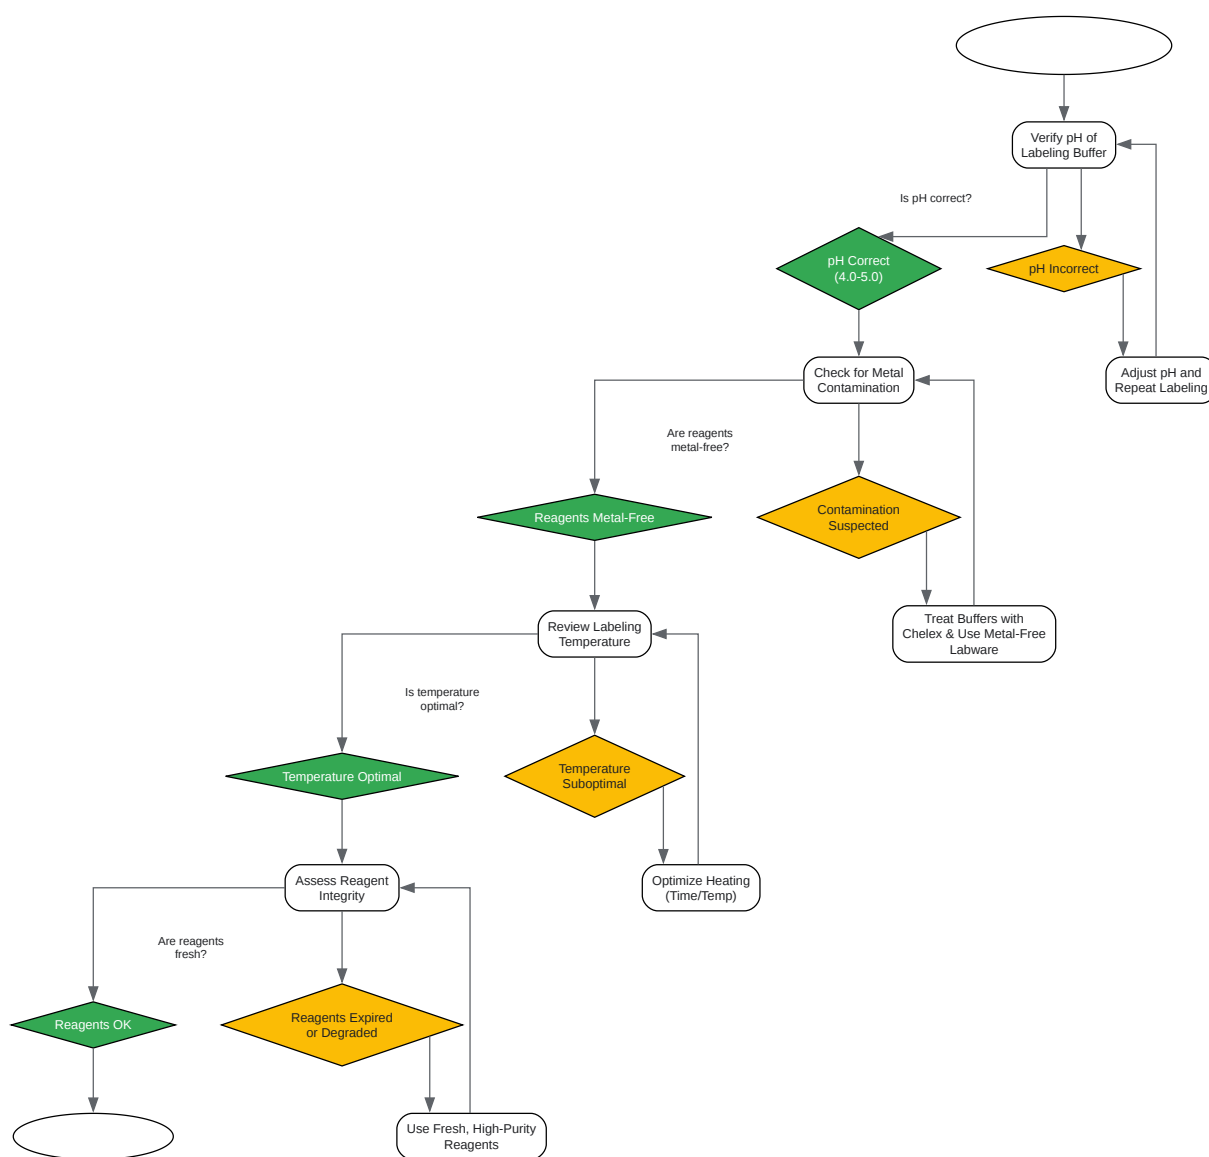 Verify pH of
Labeling Buffer
Is pH correct?
pH Correct
(4.0-5.0)
pH Incorrect
Adjust pH and
Repeat Labeling
Check for Metal
Contamination
Are reagents
metal-free?
Reagents Metal-Free
Contamination
Suspected
Treat Buffers with
Chelex & Use Metal-Free
Labware
Review Labeling
Temperature
Is temperature
optimal?
Temperature Optimal
Temperature
Suboptimal
Optimize Heating
(Time/Temp)
Assess Reagent
Integrity
Are reagents
fresh?
Reagents OK
Reagents Expired
or Degraded
Use Fresh, High-Purity
Reagents